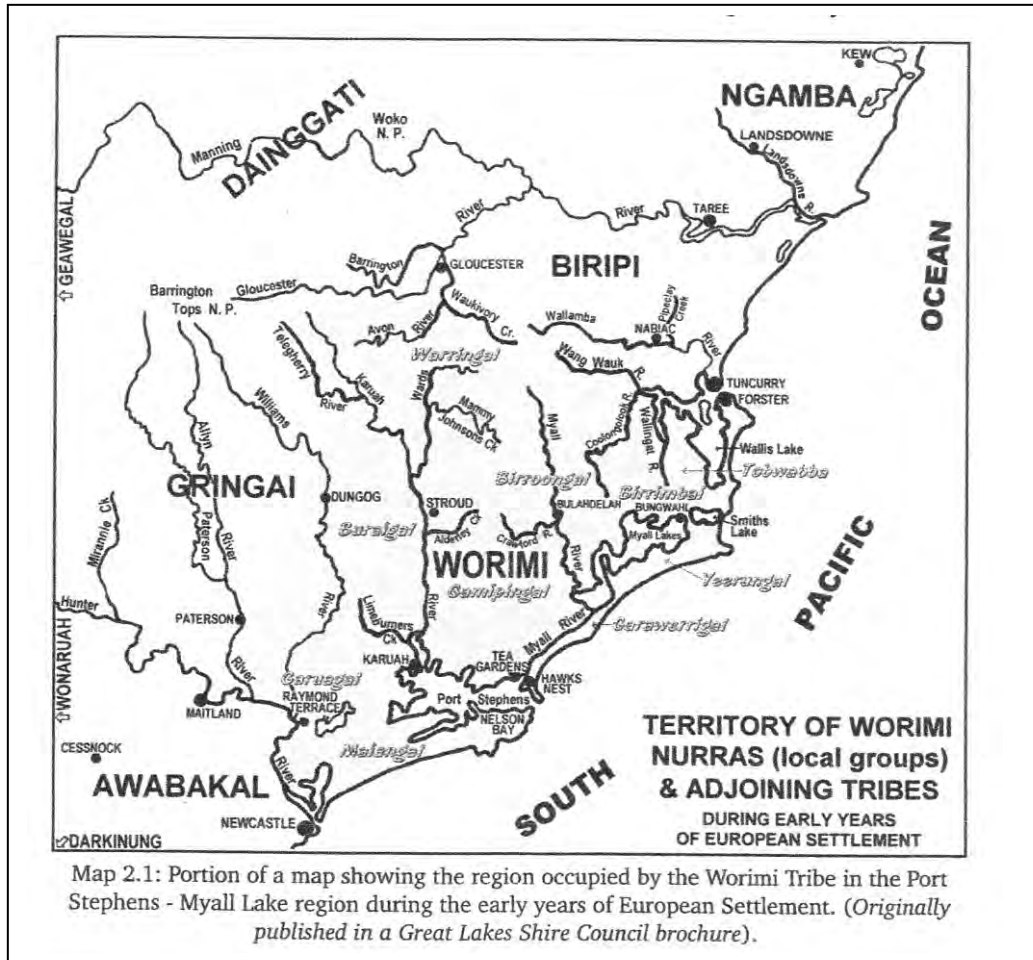 KEW
NGAMBA
LANDSDOWNE
Landsdowne R.
DAINGGATI
Woko
N. P.
Manning
River
River
TAREE
⇧GEAWEGAL
Barrington
GLOUCESTER
BIRIPI
Gloucester
Barrington
Tops N. P.
Waukivory
Cr.
Avon
River
Wallamba
Pipeclay
Creek
NABIAC
River
OCEAN
Telegherry
River
Karuah
Warringal
Wards
Wang Wauk R.
TUNCURRY
FORSTER
Williams
Mammy
Johnsons Ck
Myall
Coolongolook R.
Wallingat R.
Wallis Lake
Tobwabba
Allyn
Paterson
River
GRINGAI
DUNGOG
Buraigal
STROUD
Birroongal
BULAHDELAH
Birrimbai
BUNGWAHL
Smiths
Lake
Myall Lakes
Mirannie Ck
Alderney Cr
Crawford R.
WORIMI
Gamipingal
River
Yeerungal
PACIFIC
Hunter
PATERSON
River
River
Limeburners
Ck
River
Myall River
Garawerrigal
KARUAH
TEA
GARDENS
HAWKS
NEST
⇧WONARUAH
MAITLAND
Garuagal
RAYMOND
TERRACE
Port Stephens
NELSON
BAY
Maiangal
CESSNOCK
AWABAKAL
River
NEWCASTLE
SOUTH
⇨DARKINUNG
TERRITORY OF WORIMI
NURRAS (local groups)
& ADJOINING TRIBES
DURING EARLY YEARS
OF EUROPEAN SETTLEMENT
Map 2.1: Portion of a map showing the region occupied by the Worimi Tribe in the Port
Stephens - Myall Lake region during the early years of European Settlement. (Originally
published in a Great Lakes Shire Council brochure).